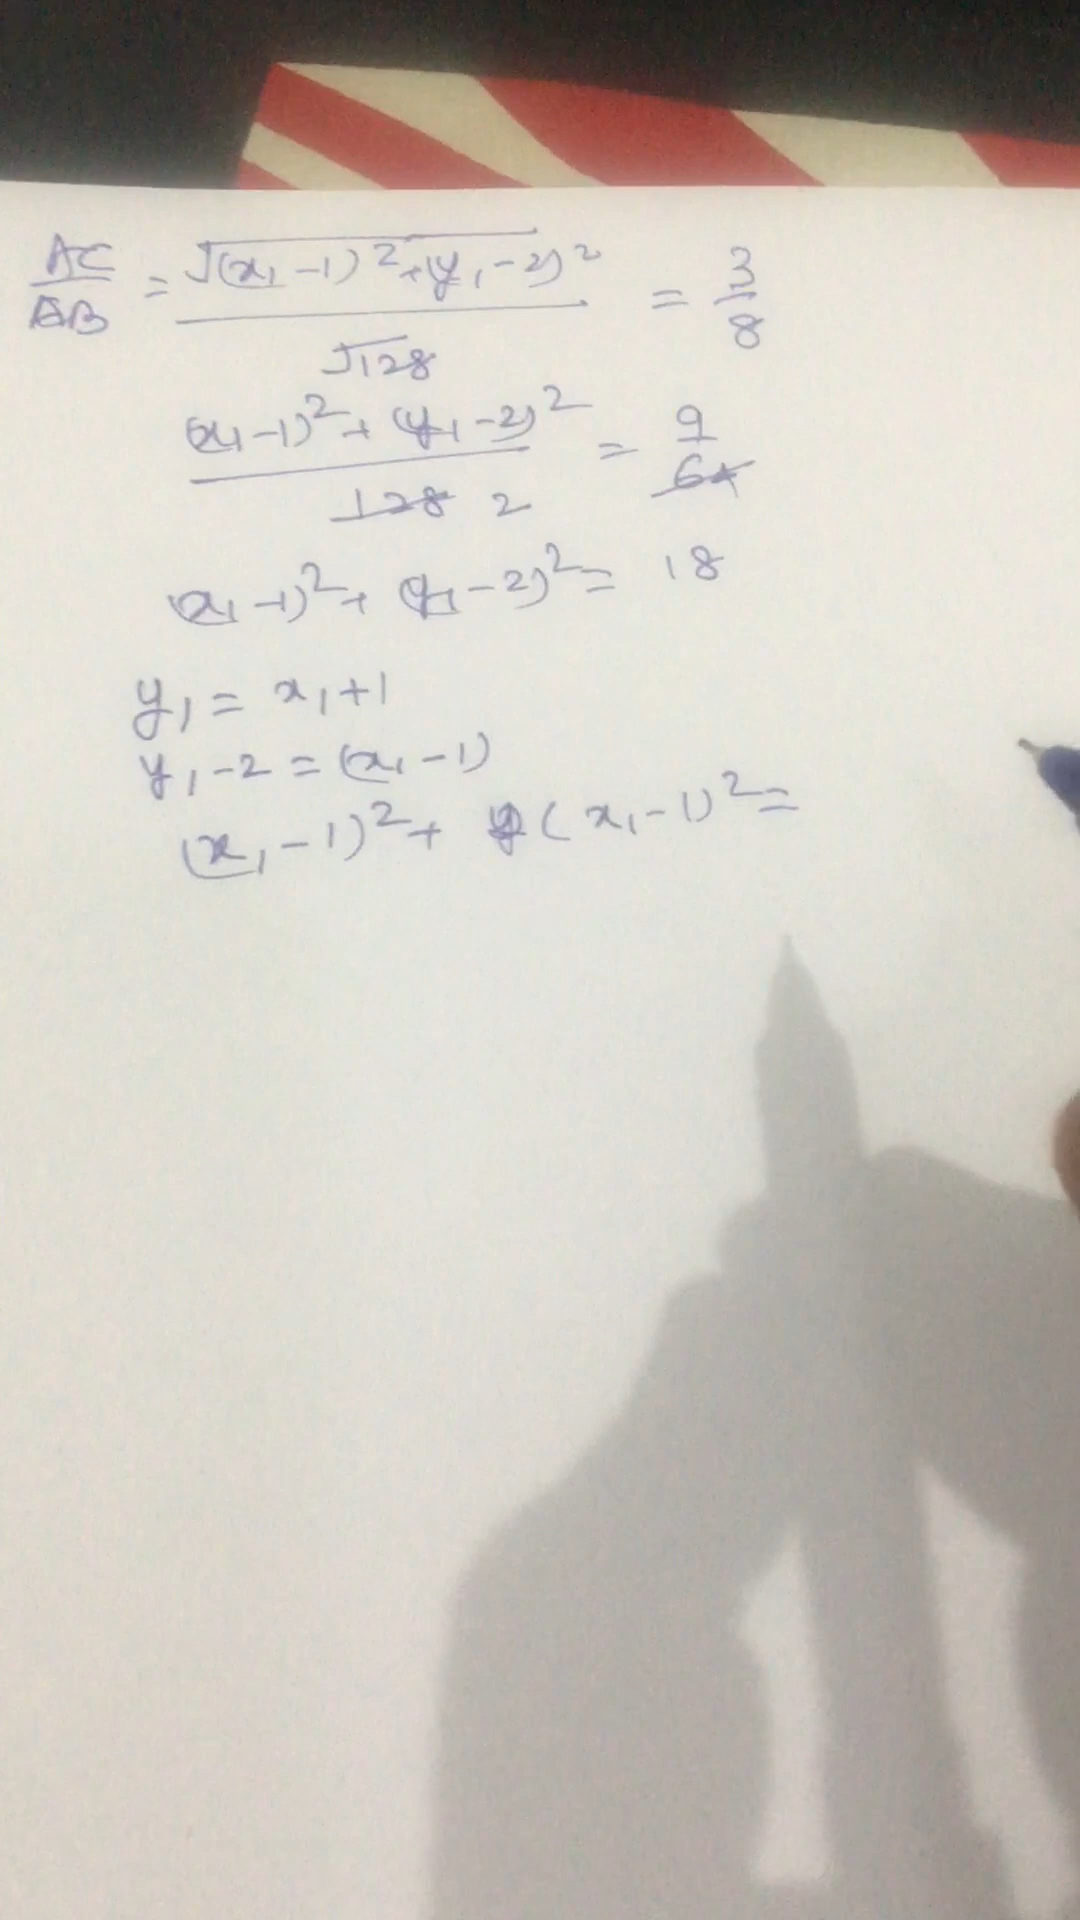 AC/AB = √(x₁-1)²+(y₁-2)² / √128 = 3/8
(x₁-1)²+(y₁-2)² / 128 2 = 9/64
(x₁-1)²+(y₁-2)² = 18
y₁ = x₁+1
y₁-2 = (x₁-1)
(x₁-1)²+ (x₁-1)² =